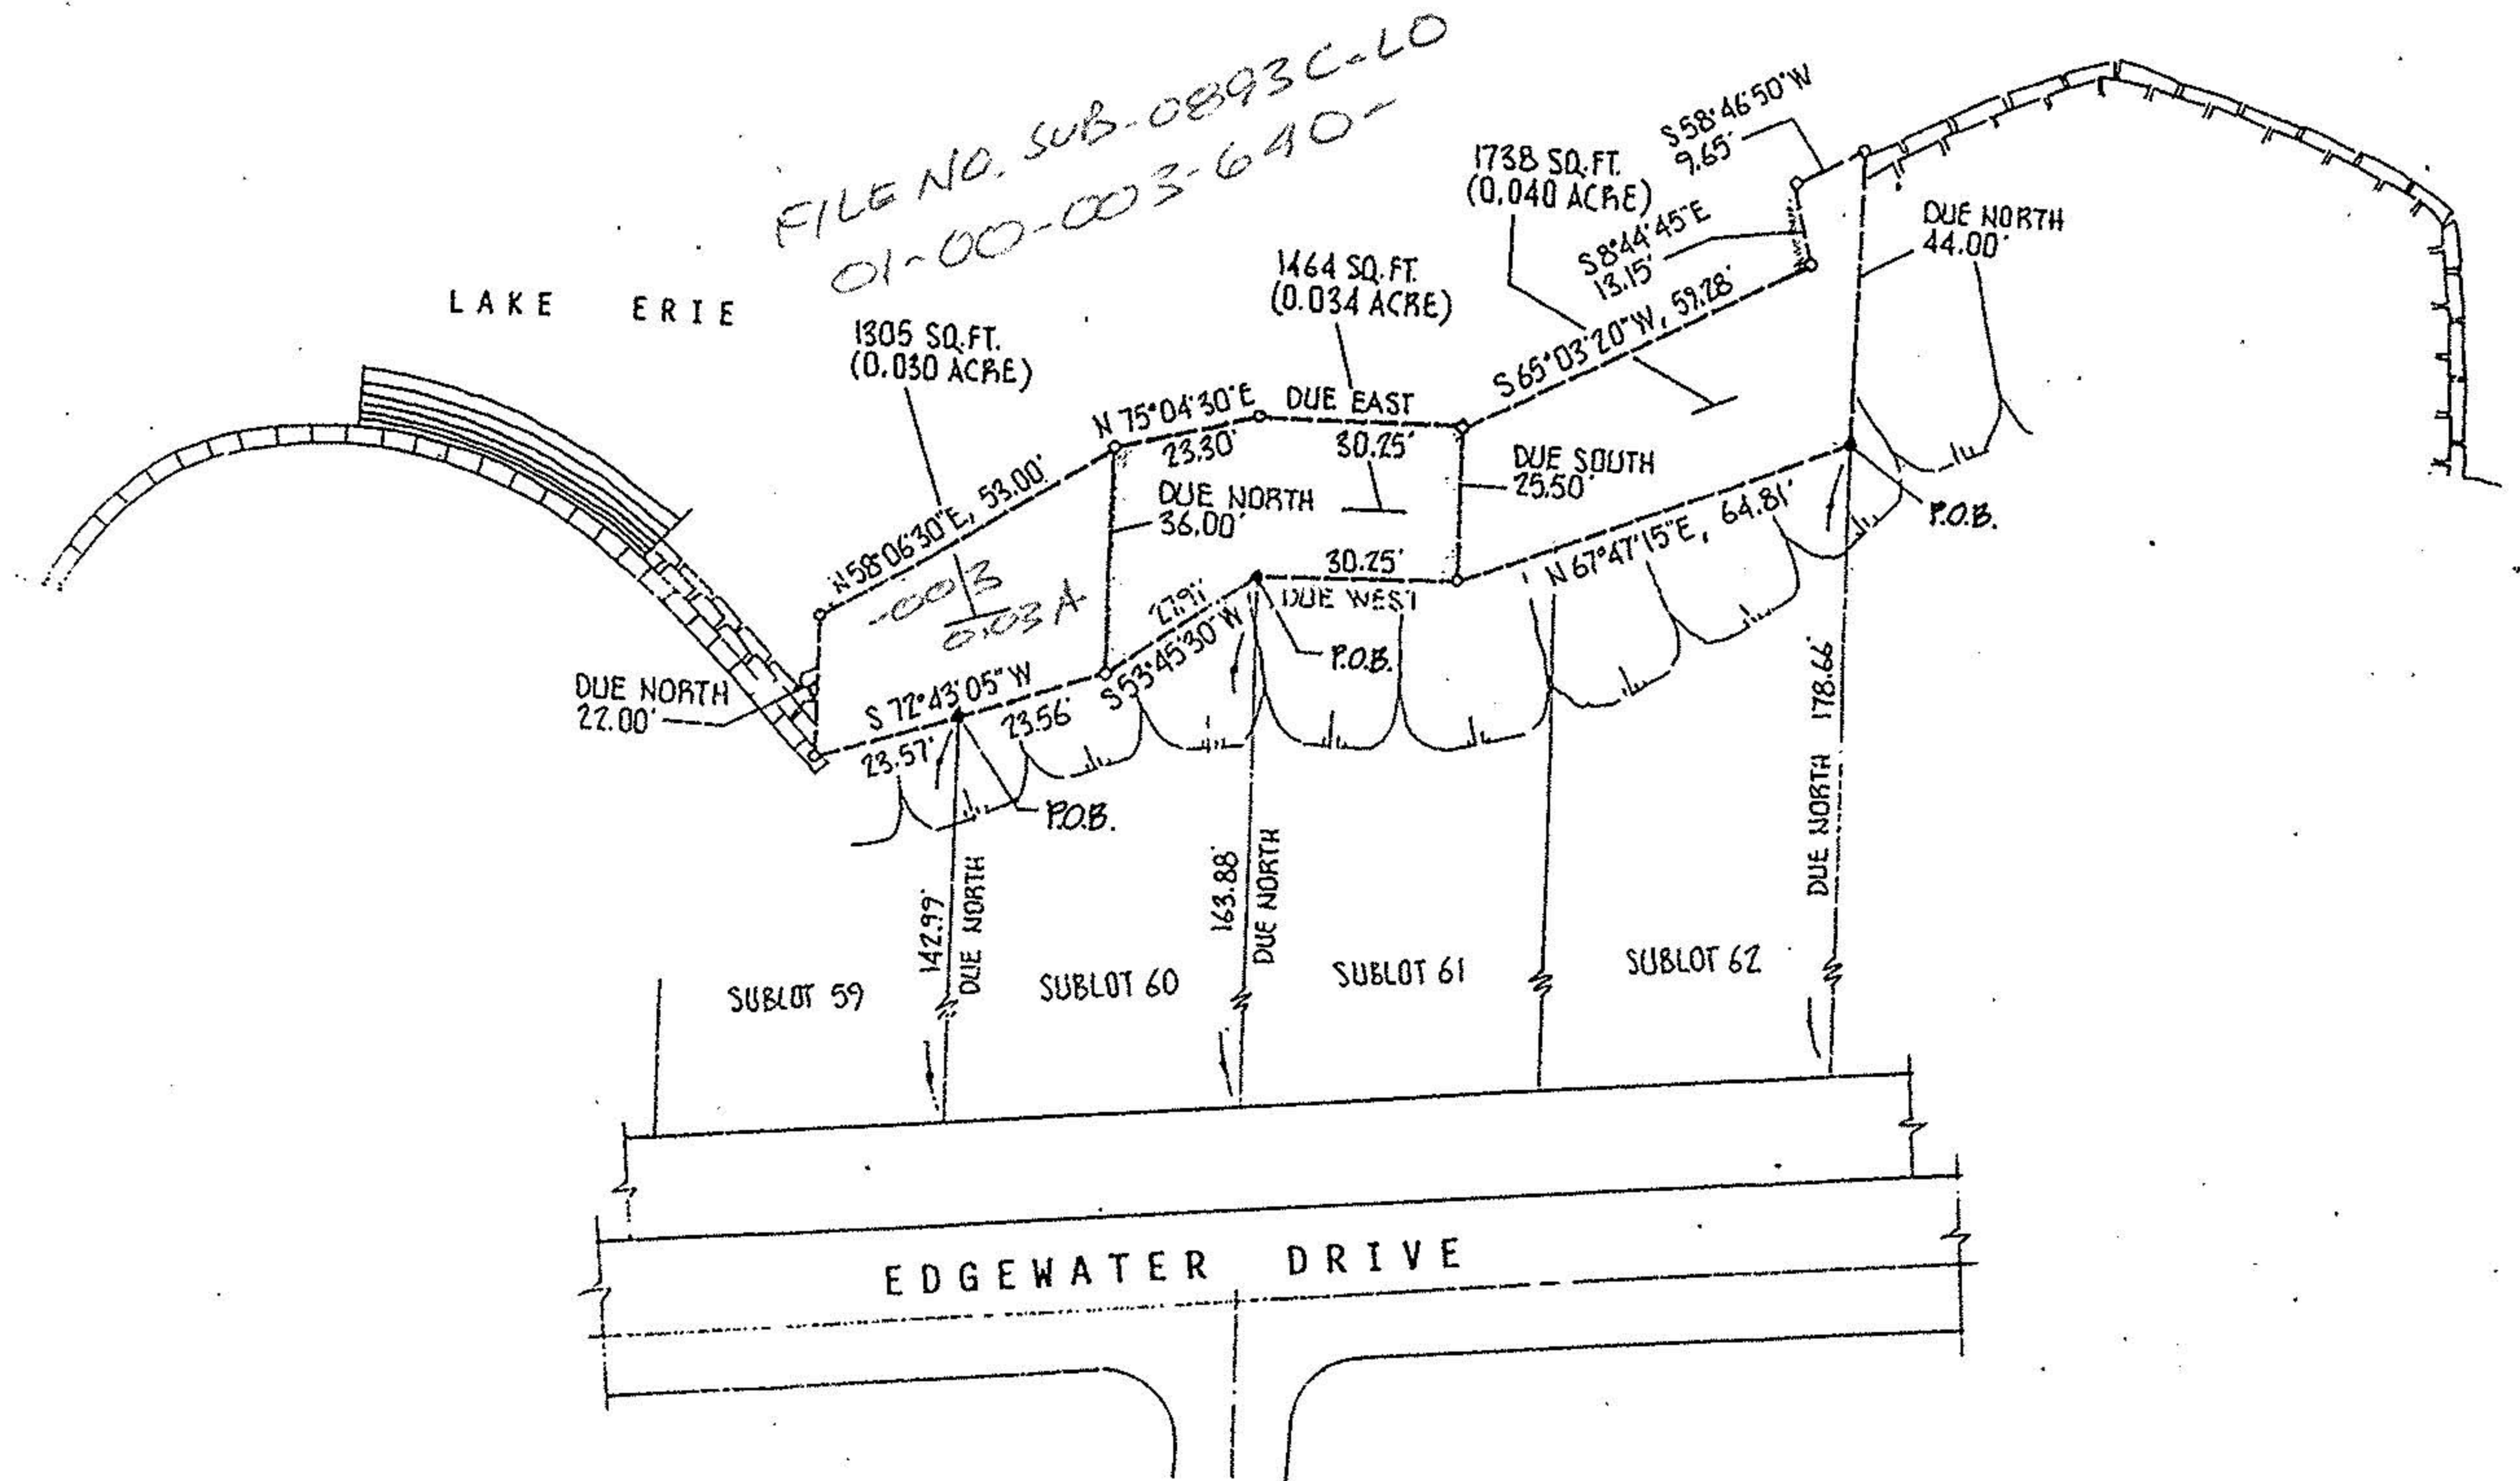 FILE NO. SUB-0893C-LO
01-00-003-640-
LAKE ERIE
1305 SQ.FT.
(0.030 ACRE)
1464 SQ.FT.
(0.034 ACRE)
1738 SQ.FT.
(0.040 ACRE)
S 58°46'50"W
9.65'
S 8°44'45"E
13.15'
DUE NORTH
44.00'
S 65°03'20"W, 59.28'
N 75°04'30"E
23.30'
DUE EAST
30.25'
N 58°06'30"E, 53.00'
DUE NORTH
36.00'
DUE SOUTH
25.50'
-003
0.03 A
30.25'
DUE WEST
27.91'
S 53°45'30"W
N 67°47'15"E, 64.81'
P.O.B.
P.O.B.
DUE NORTH
22.00'
S 72°43'05"W
23.57'
23.56'
P.O.B.
142.99'
DUE NORTH
163.88'
DUE NORTH
DUE NORTH 178.66'
SUBLOT 59
SUBLOT 60
SUBLOT 61
SUBLOT 62
EDGEWATER DRIVE